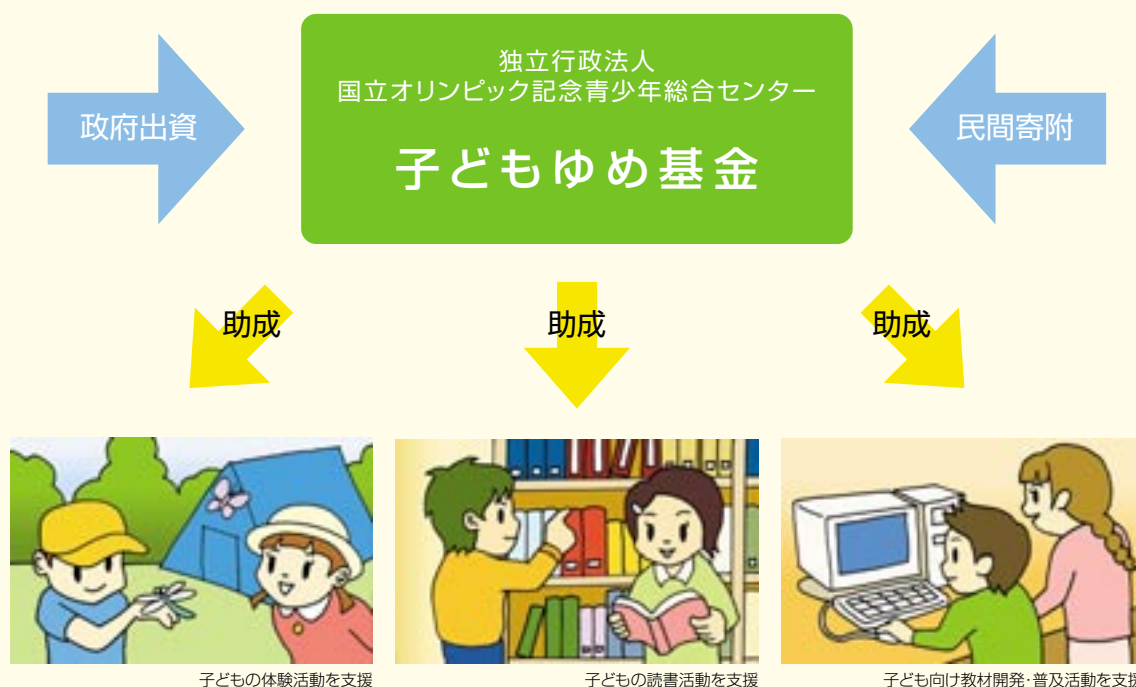 独立行政法人
国立オリンピック記念青少年総合センター
政府出資
子どもゆめ基金
民間寄附
助成
助成
助成
子どもの体験活動を支援
子どもの読書活動を支援
子ども向け教材開発・普及活動を支援